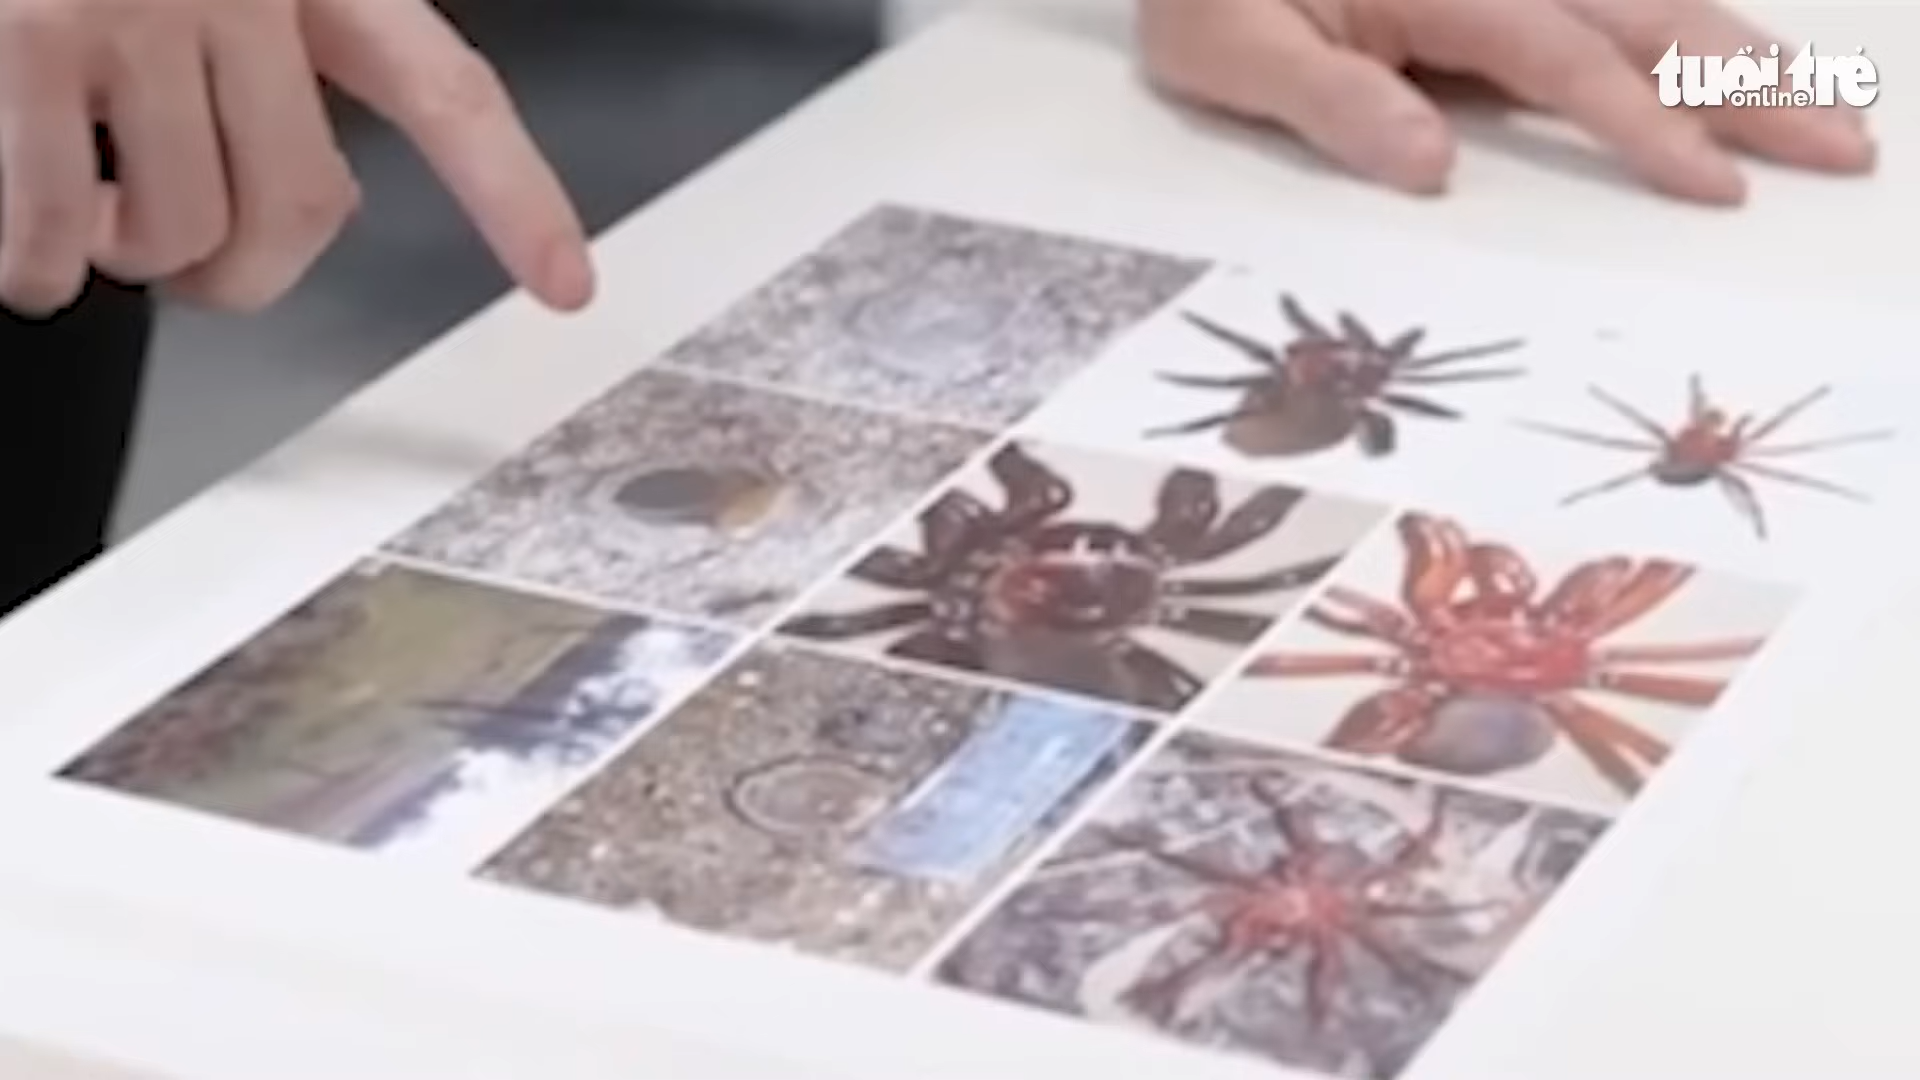 tuổi trẻ
online